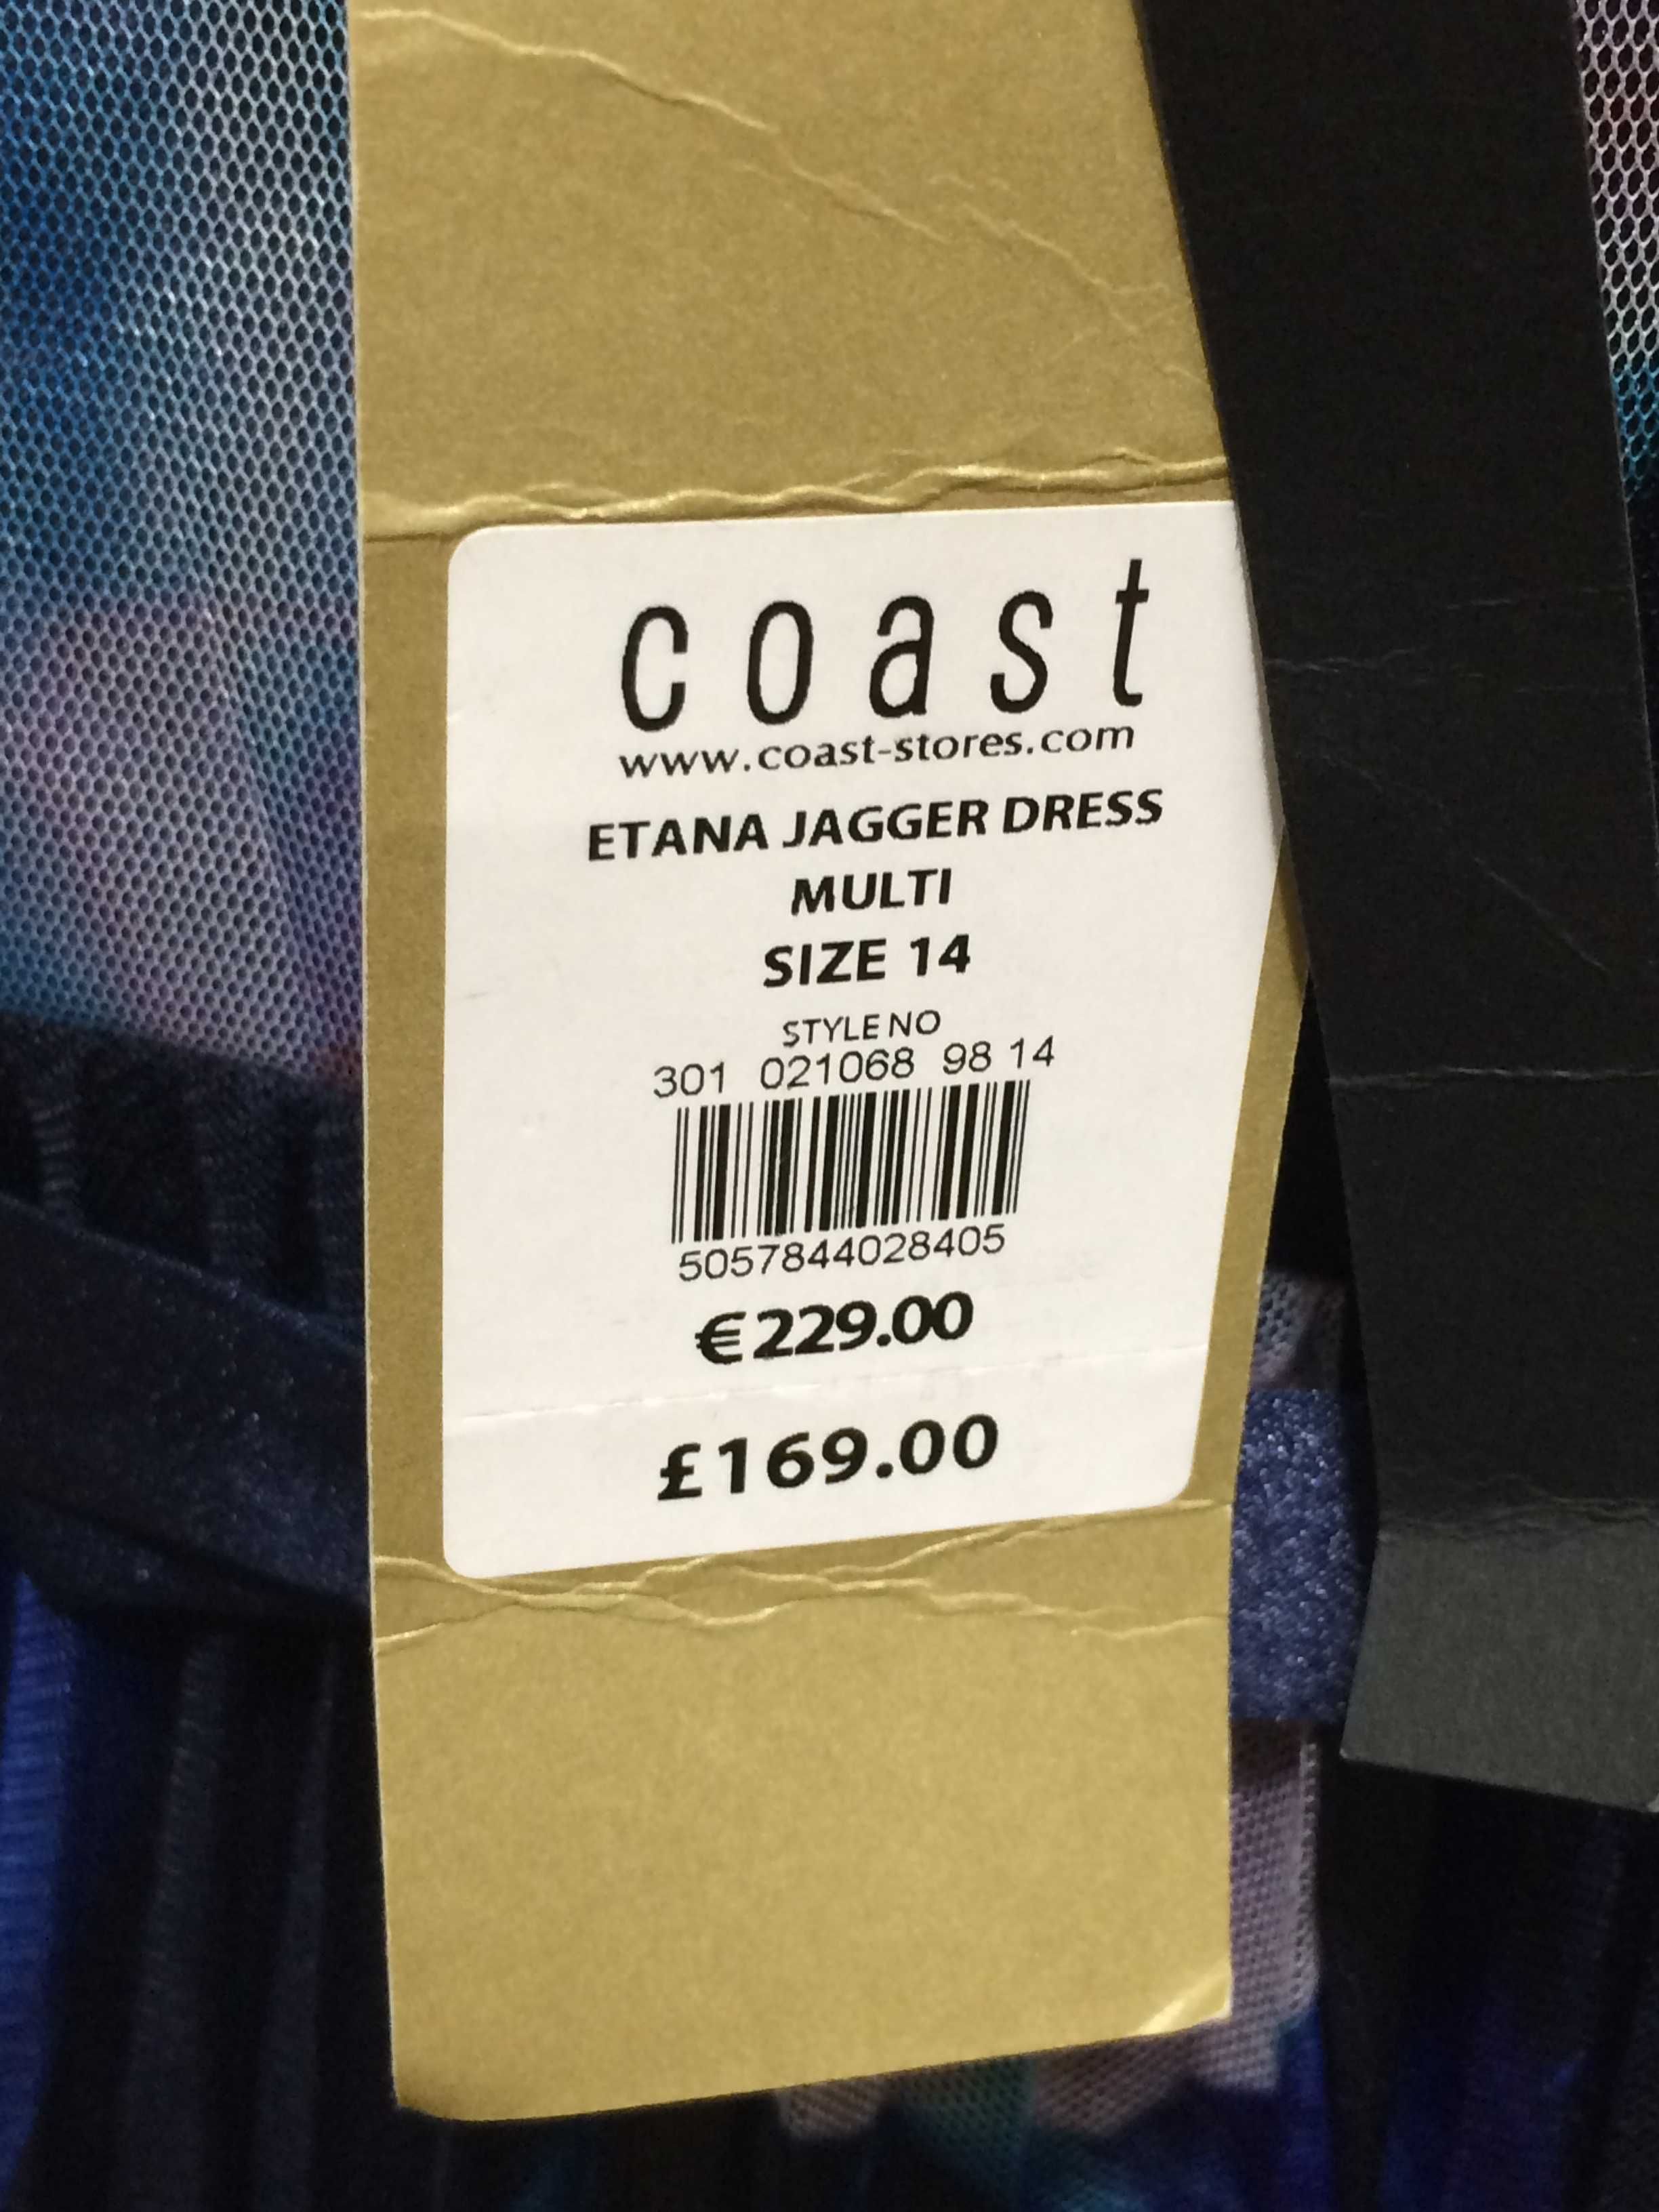 coast
www.coast-stores.com
ETANA JAGGER DRESS
MULTI
SIZE 14
STYLE NO
301 021068 98 14
5057844028405
€229.00
£169.00